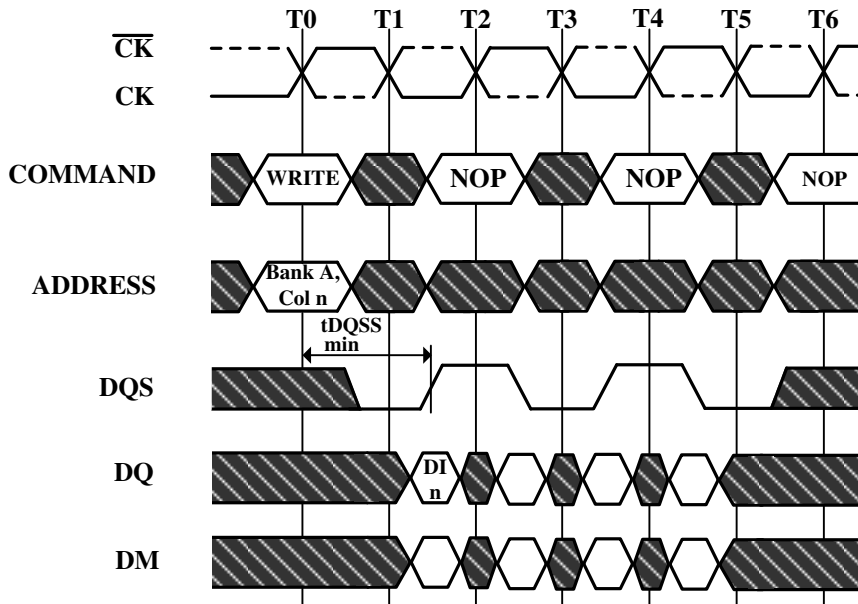 T0 T1 T2 T3 T4 T5 T6
CK
CK
COMMAND WRITE NOP NOP NOP
ADDRESS Bank A,
Col n
tDQSS
min
DQS
DQ DI
n
DM